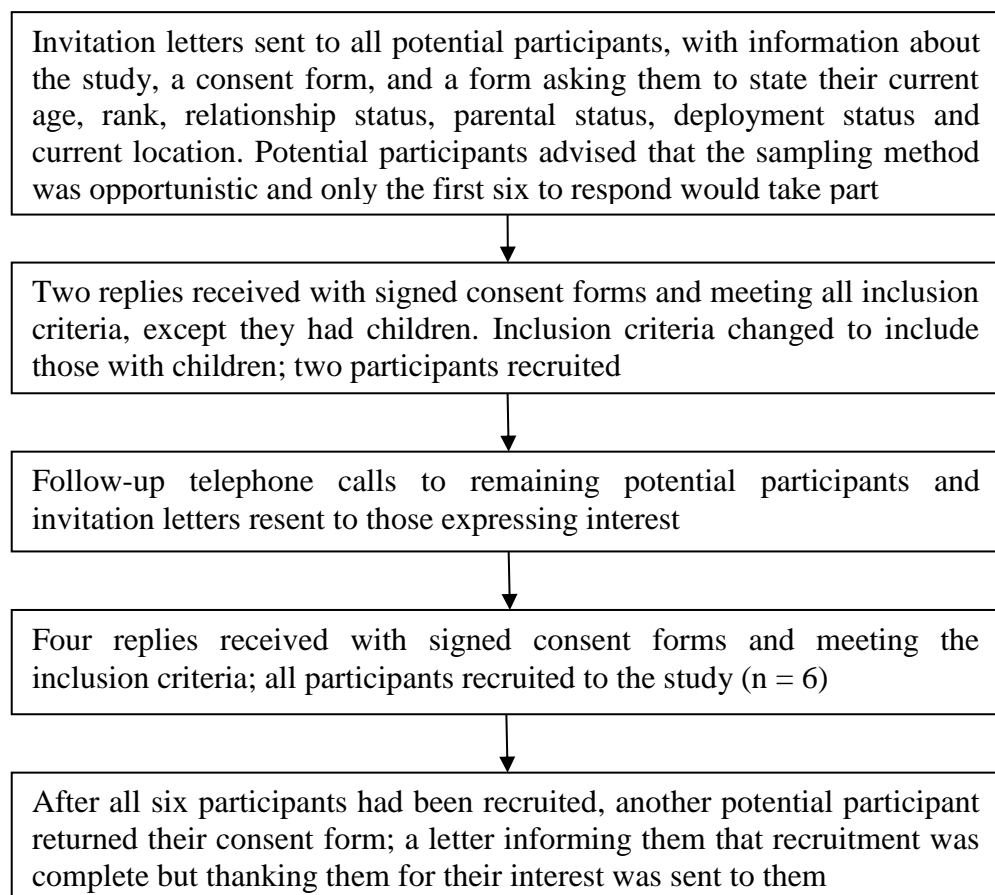 Invitation letters sent to all potential participants, with information about
the study, a consent form, and a form asking them to state their current
age, rank, relationship status, parental status, deployment status and
current location. Potential participants advised that the sampling method
was opportunistic and only the first six to respond would take part
Two replies received with signed consent forms and meeting all inclusion
criteria, except they had children. Inclusion criteria changed to include
those with children; two participants recruited
Follow-up telephone calls to remaining potential participants and
invitation letters resent to those expressing interest
Four replies received with signed consent forms and meeting the
inclusion criteria; all participants recruited to the study (n = 6)
After all six participants had been recruited, another potential participant
returned their consent form; a letter informing them that recruitment was
complete but thanking them for their interest was sent to them